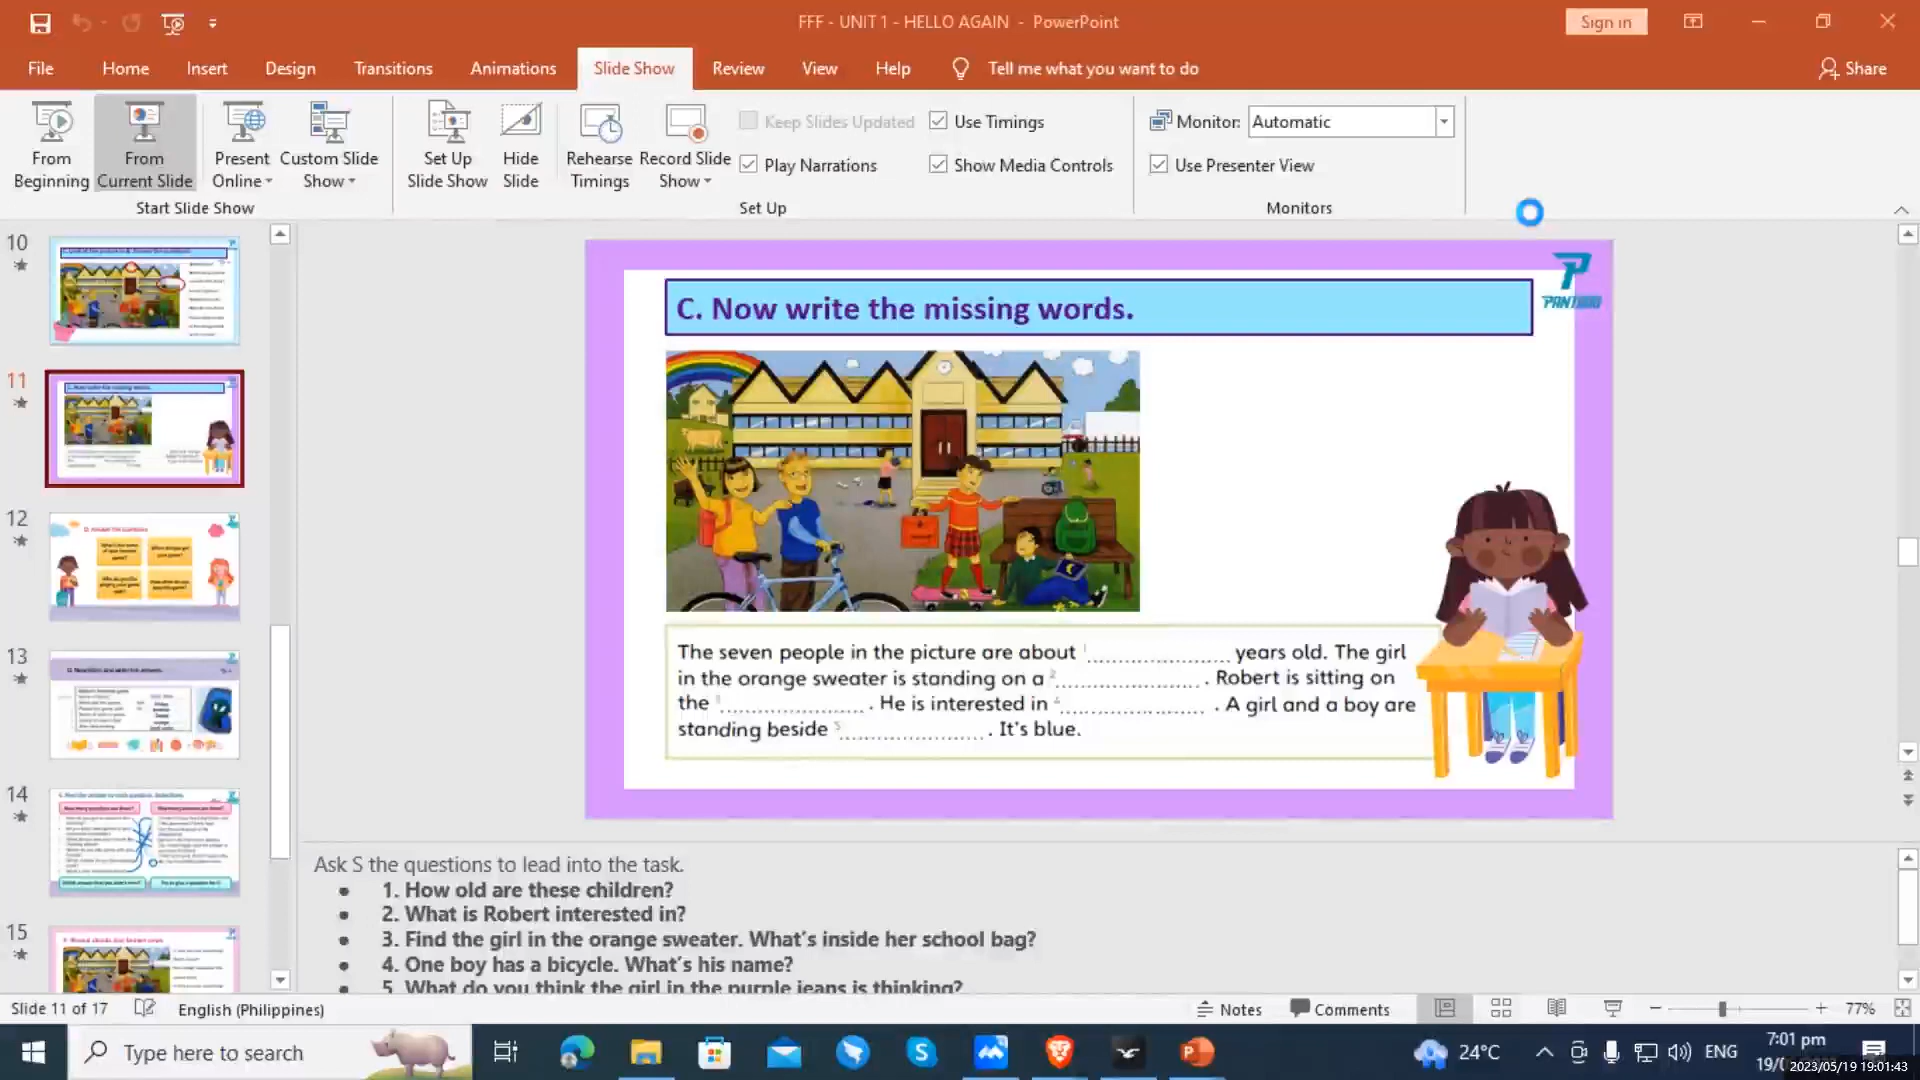 FFF - UNIT 1 - HELLO AGAIN - PowerPoint
Sign in
File Home Insert Design Transitions Animations Slide Show Review View Help Tell me what you want to do Share
From Beginning
From Current Slide
Present Online
Custom Slide Show
Set Up Slide Show
Hide Slide
Rehearse Timings
Record Slide Show
Keep Slides Updated
Play Narrations
Use Timings
Show Media Controls
Monitor: Automatic
Use Presenter View
Start Slide Show
Set Up
Monitors
10
11
12
13
14
15
C. Now write the missing words.
PANTOO
The seven people in the picture are about 1 .................... years old. The girl
in the orange sweater is standing on a 2 .................... . Robert is sitting on
the 3 .................... . He is interested in 4 .................... . A girl and a boy are
standing beside 5 .................... . It's blue.
Ask S the questions to lead into the task.
• 1. How old are these children?
• 2. What is Robert interested in?
• 3. Find the girl in the orange sweater. What's inside her school bag?
• 4. One boy has a bicycle. What's his name?
• 5. What do you think the girl in the purple jeans is thinking?
Slide 11 of 17 English (Philippines) Notes Comments 77%
Type here to search
24°C ENG
7:01 pm
2023/05/19 19:01:43